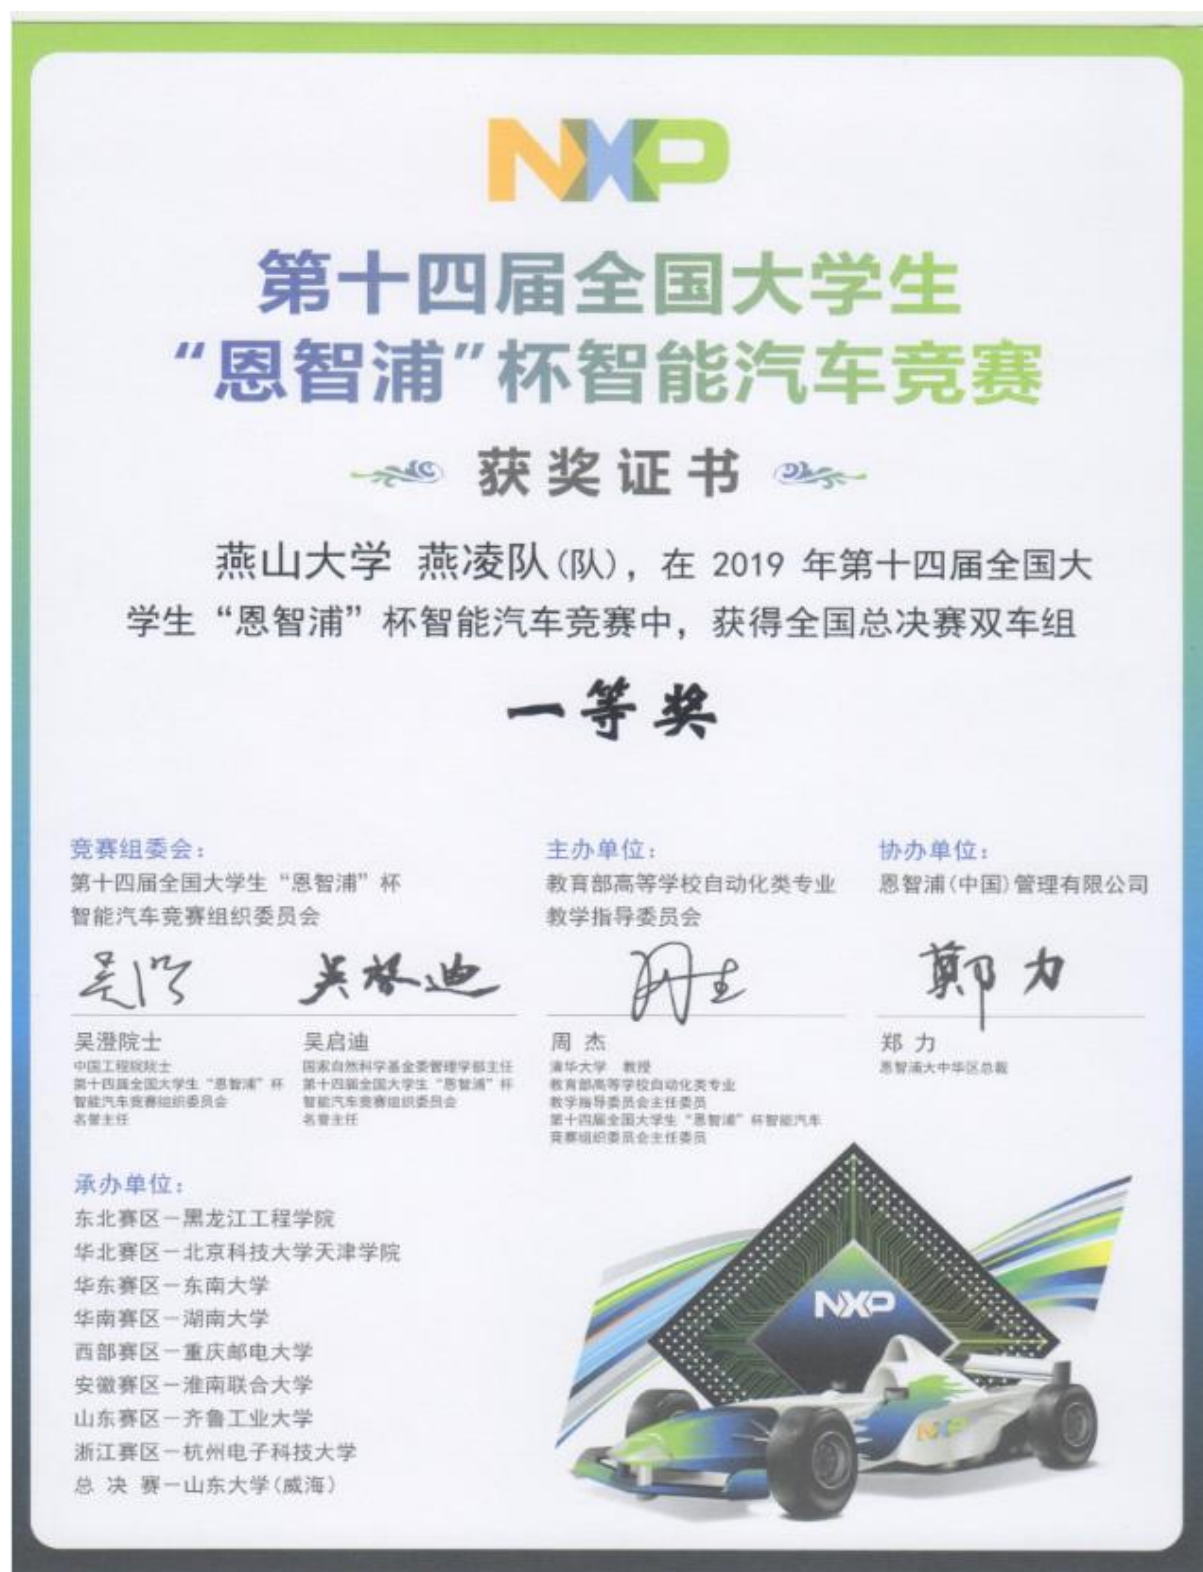 NXP
第十四届全国大学生
“恩智浦”杯智能汽车竞赛
获奖证书
燕山大学 燕凌队(队)，在 2019 年第十四届全国大
学生“恩智浦”杯智能汽车竞赛中，获得全国总决赛双车组
一等奖
竞赛组委会：
第十四届全国大学生“恩智浦”杯
智能汽车竞赛组织委员会
吴澄
吴启迪
吴澄院士
中国工程院院士
第十四届全国大学生“恩智浦”杯
智能汽车竞赛组织委员会
名誉主任
吴启迪
国家自然科学基金委管理学部主任
第十四届全国大学生“恩智浦”杯
智能汽车竞赛组织委员会
名誉主任
主办单位：
教育部高等学校自动化类专业
教学指导委员会
周 杰
清华大学 教授
教育部高等学校自动化类专业
教学指导委员会主任委员
第十四届全国大学生“恩智浦”杯智能汽车
竞赛组织委员会主任委员
协办单位：
恩智浦(中国)管理有限公司
鄭力
郑 力
恩智浦大中华区总裁
承办单位：
东北赛区－黑龙江工程学院
华北赛区－北京科技大学天津学院
华东赛区－东南大学
华南赛区－湖南大学
西部赛区－重庆邮电大学
安徽赛区－淮南联合大学
山东赛区－齐鲁工业大学
浙江赛区－杭州电子科技大学
总 决 赛－山东大学(威海)
NXP
NXP